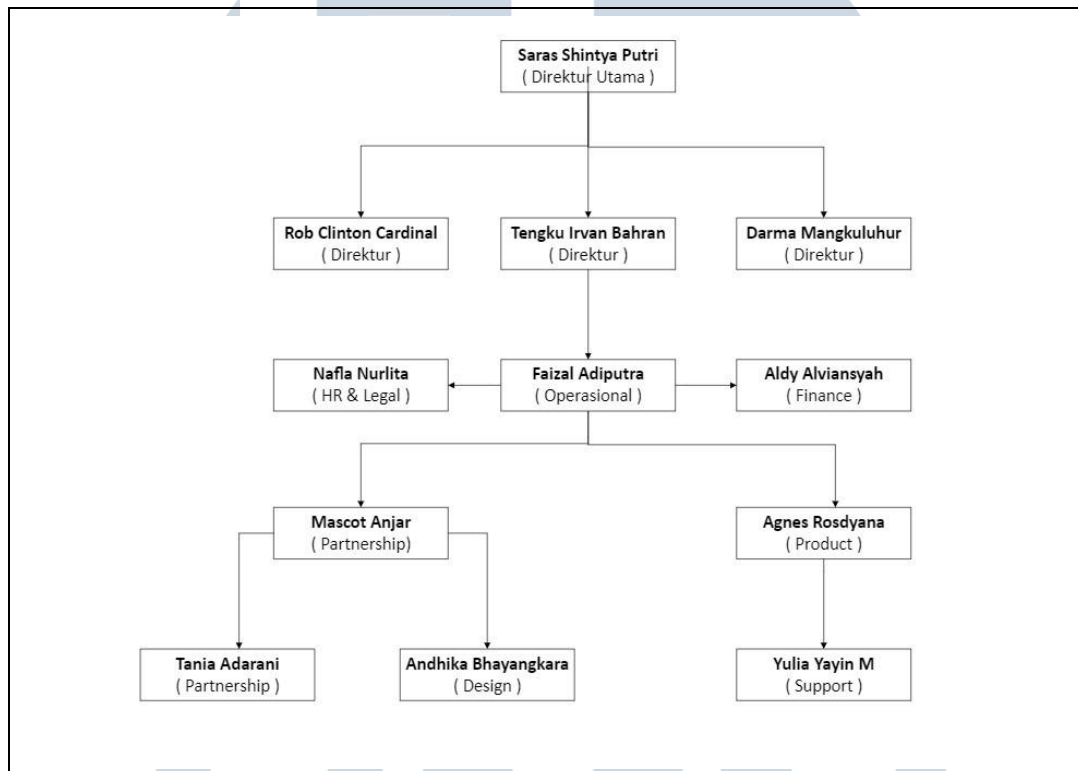 Saras Shintya Putri
( Direktur Utama )
Rob Clinton Cardinal
( Direktur )
Tengku Irvan Bahran
( Direktur )
Darma Mangkuluhur
( Direktur )
Nafla Nurlita
( HR & Legal )
Faizal Adiputra
( Operasional )
Aldy Alviansyah
( Finance )
Mascot Anjar
( Partnership)
Agnes Rosdyana
( Product )
Tania Adarani
( Partnership )
Andhika Bhayangkara
( Design )
Yulia Yayin M
( Support )